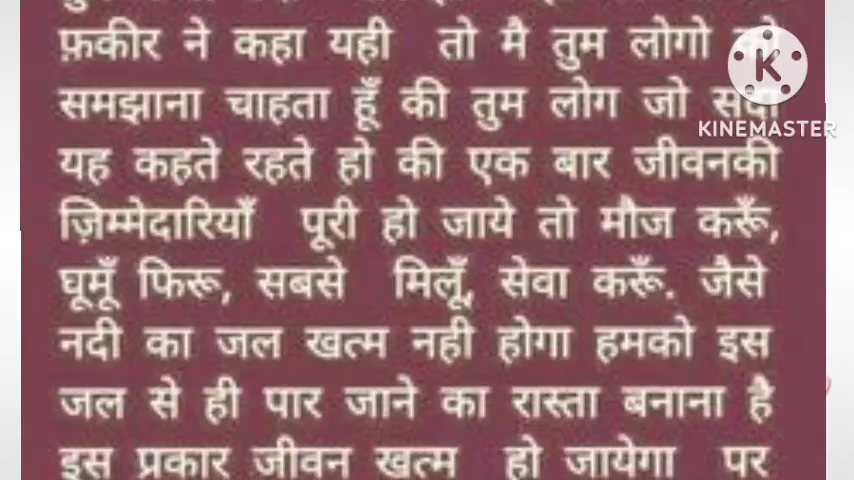 फ़कीर ने कहा यही तो मै तुम लोगो
समझाना चाहता हूँ की तुम लोग जो सदा
यह कहते रहते हो की एक बार जीवनकी
ज़िम्मेदारियाँ पूरी हो जाये तो मौज करूँ,
घूमूँ फिरू, सबसे मिलूँ, सेवा करूँ. जैसे
नदी का जल खत्म नही होगा हमको इस
जल से ही पार जाने का रास्ता बनाना है
इस प्रकार जीवन खत्म हो जायेगा पर
K
KINEMASTER